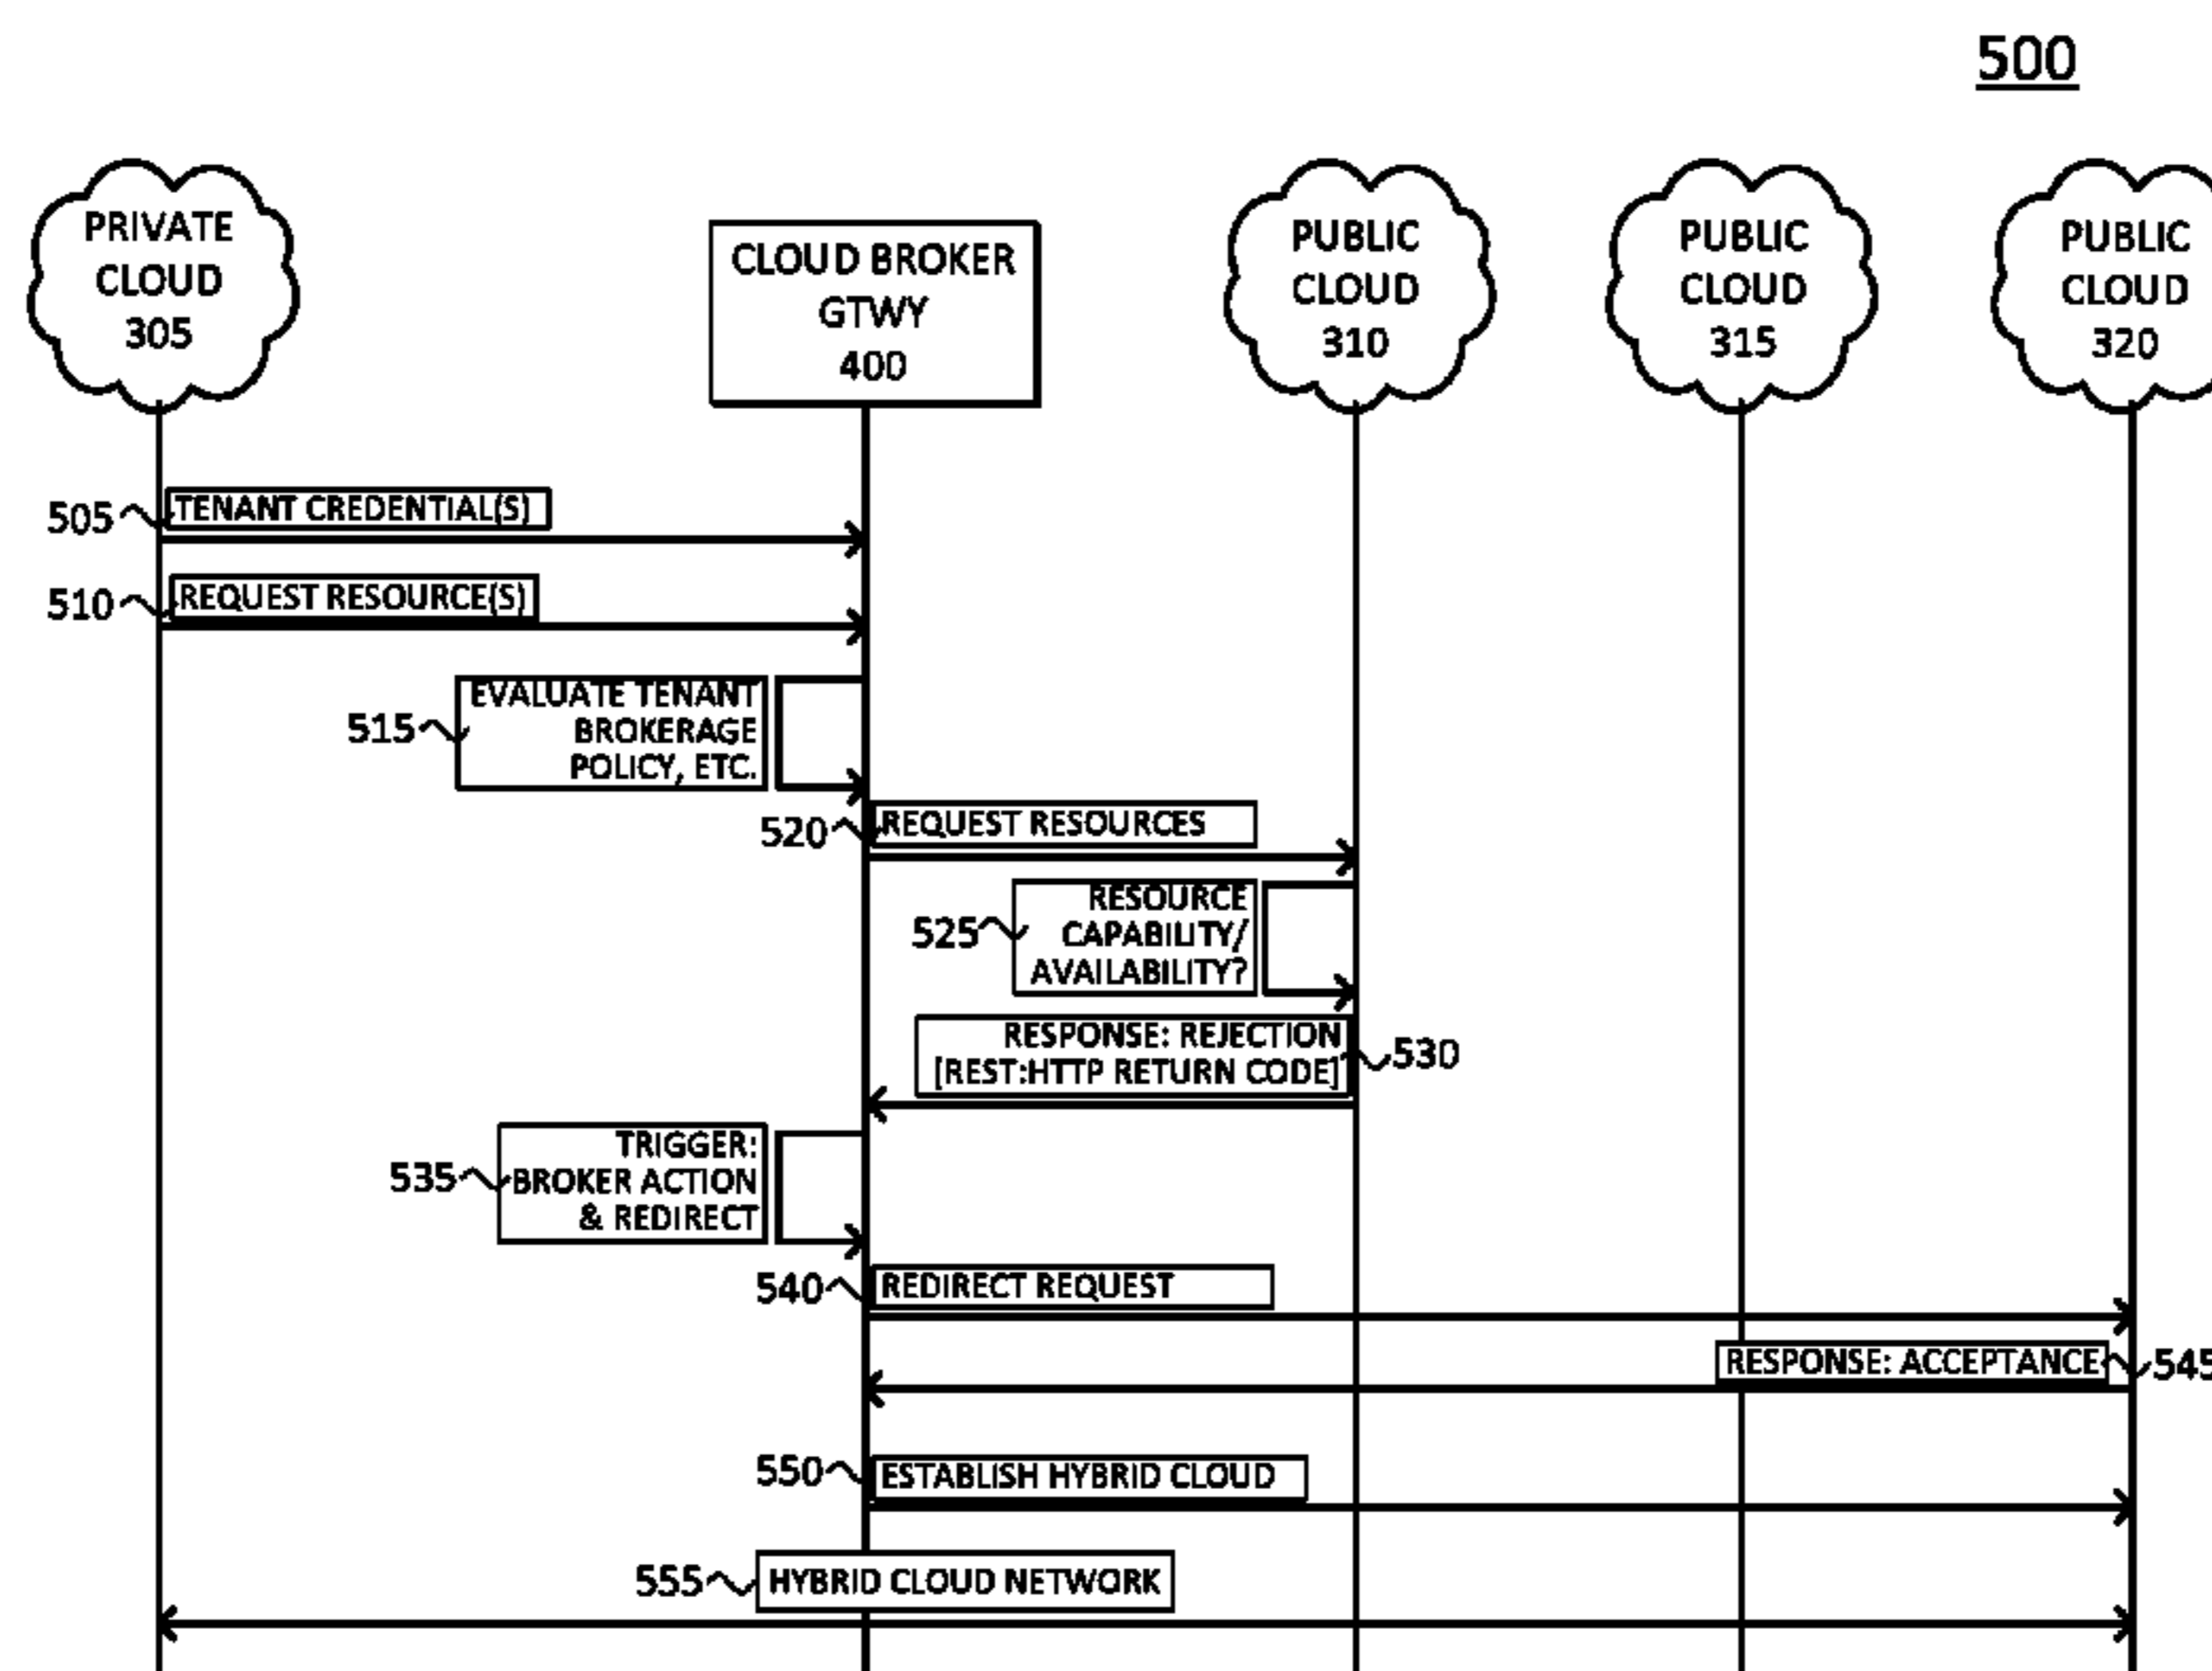 500
PRIVATE
CLOUD
305
CLOUD BROKER
GTWY
400
PUBLIC
CLOUD
310
PUBLIC
CLOUD
315
PUBLIC
CLOUD
320
505
TENANT CREDENTIAL(S)
510
REQUEST RESOURCE(S)
515
EVALUATE TENANT
BROKERAGE
POLICY, ETC.
520
REQUEST RESOURCES
525
RESOURCE
CAPABILITY/
AVAILABILITY?
RESPONSE: REJECTION
[REST:HTTP RETURN CODE]
530
535
TRIGGER:
BROKER ACTION
& REDIRECT
540
REDIRECT REQUEST
RESPONSE: ACCEPTANCE
545
550
ESTABLISH HYBRID CLOUD
555
HYBRID CLOUD NETWORK